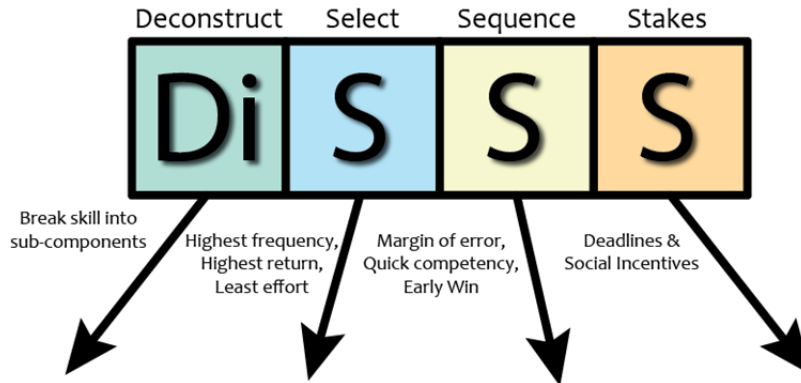 Deconstruct Select Sequence Stakes
Di S S S
Break skill into
sub-components
Highest frequency,
Highest return,
Least effort
Margin of error,
Quick competency,
Early Win
Deadlines &
Social Incentives